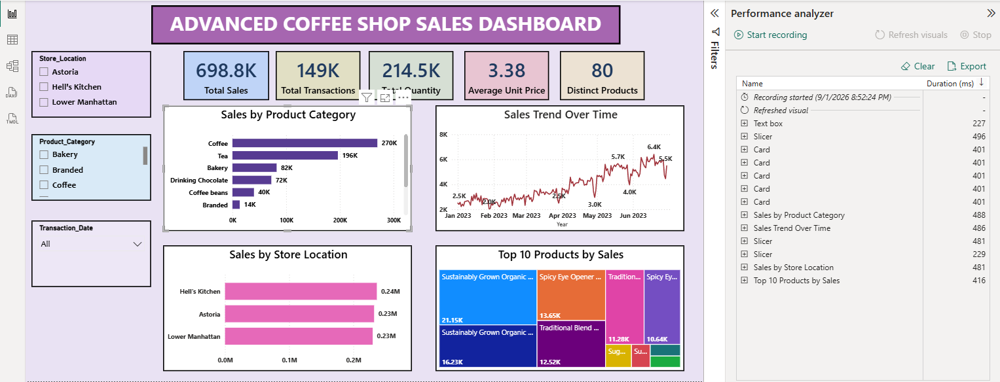 ADVANCED COFFEE SHOP SALES DASHBOARD
Store_Location
Astoria
Hell's Kitchen
Lower Manhattan
Product_Category
Bakery
Branded
Coffee
Transaction_Date
All
698.8K
Total Sales
149K
Total Transactions
214.5K
Total Quantity
3.38
Average Unit Price
80
Distinct Products
Sales by Product Category
Coffee 270K
Tea 196K
Bakery 82K
Drinking Chocolate 72K
Coffee beans 40K
Branded 14K
0K 100K 200K 300K
Sales Trend Over Time
8K
6K
4K
2K
2.5K
2.0K
2.5K
3.0K
5.7K
4.0K
6.4K
5.5K
Jan 2023 Feb 2023 Mar 2023 Apr 2023 May 2023 Jun 2023
Year
Sales by Store Location
Hell's Kitchen 0.24M
Astoria 0.23M
Lower Manhattan 0.23M
0.0M 0.1M 0.2M
Top 10 Products by Sales
Sustainably Grown Organic ...
21.15K
Sustainably Grown Organic ...
16.23K
Spicy Eye Opener ...
13.65K
Traditional Blend ...
12.52K
Tradition...
11.28K
Spicy Ey...
10.64K
Sug...
Su...
Filters
Performance analyzer
Start recording
Refresh visuals
Stop
Clear
Export
Name Duration (ms)
Recording started (9/1/2026 8:52:24 PM) -
Refreshed visual -
Text box 227
Slicer 496
Card 401
Card 401
Card 401
Card 401
Card 401
Sales by Product Category 488
Sales Trend Over Time 486
Slicer 481
Slicer 229
Sales by Store Location 481
Top 10 Products by Sales 416
DAX
TMDL